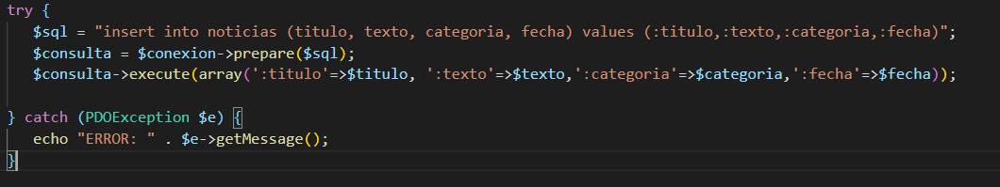 try {
$sql = "insert into noticias (titulo, texto, categoria, fecha) values (:titulo,:texto,:categoria,:fecha)";
$consulta = $conexion->prepare($sql);
$consulta->execute(array(':titulo'=>$titulo, ':texto'=>$texto,':categoria'=>$categoria,':fecha'=>$fecha));
} catch (PDOException $e) {
echo "ERROR: " . $e->getMessage();
}